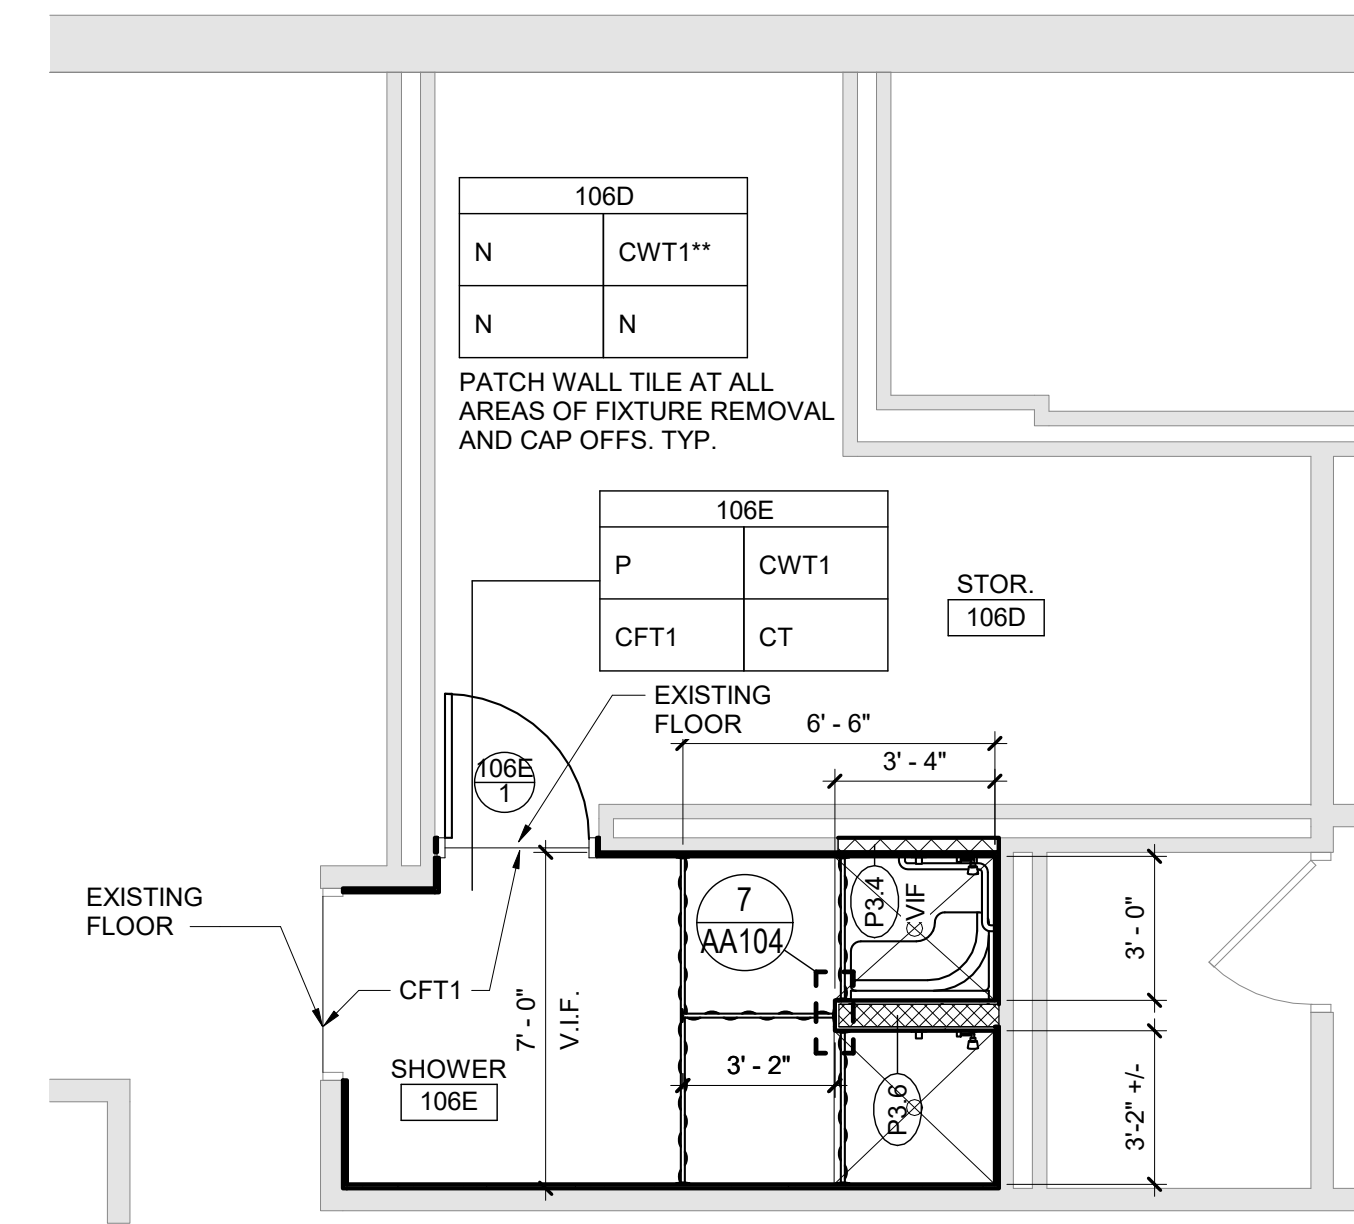 106D
N
CWT1**
N
N
PATCH WALL TILE AT ALL
AREAS OF FIXTURE REMOVAL
AND CAP OFFS. TYP.
106E
P
CWT1
CFT1
CT
STOR.
106D
EXISTING
FLOOR
6' - 6"
3' - 4"
106E
1
EXISTING
FLOOR
7
AA104
P3.4
VIF
3' - 0"
CFT1
7' - 0"
V.I.F.
SHOWER
106E
3' - 2"
P3.6
3'-2" +/-